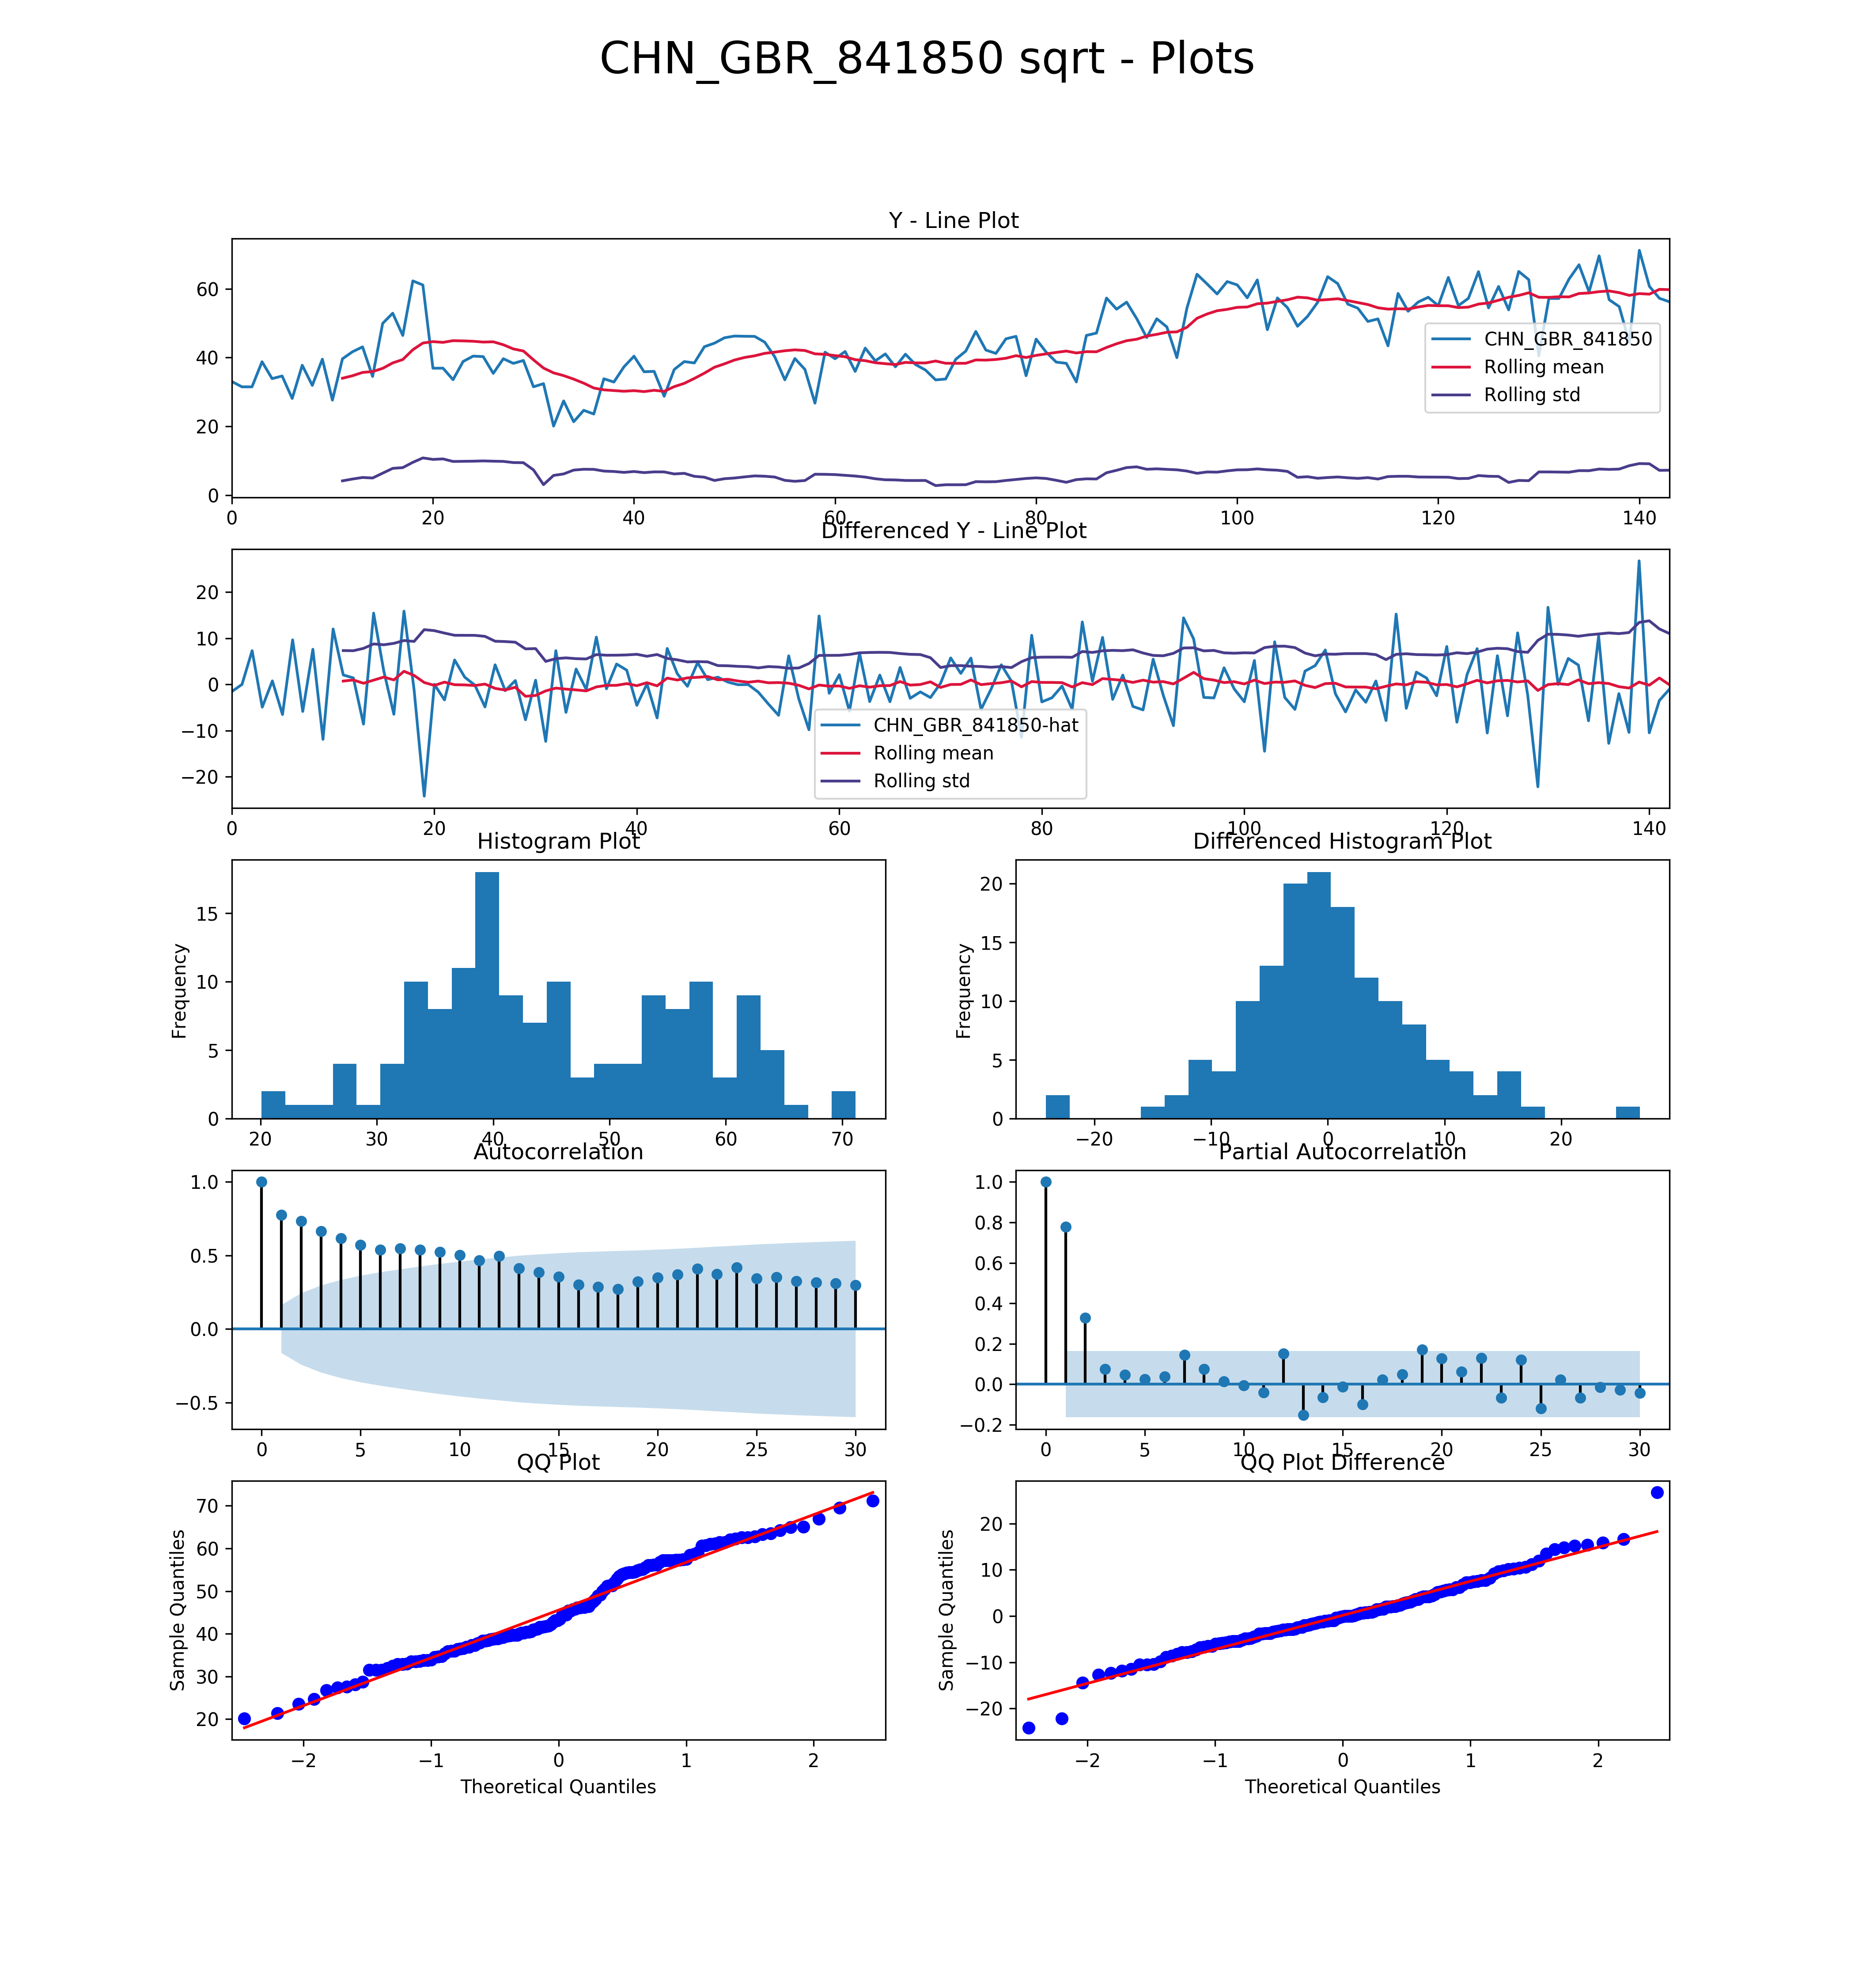 CHN_GBR_841850 sqrt - Plots
Y - Line Plot
60
40
20
0
CHN_GBR_841850
Rolling mean
Rolling std
0 20 40 60 80 100 120 140
Differenced Y - Line Plot
20
10
0
−10
−20
CHN_GBR_841850-hat
Rolling mean
Rolling std
0 20 40 60 80 100 120 140
Histogram Plot
Frequency
15
10
5
0
20 30 40 50 60 70
Differenced Histogram Plot
Frequency
20
15
10
5
0
−20 −10 0 10 20
Autocorrelation
1.0
0.5
0.0
−0.5
0 5 10 15 20 25 30
Partial Autocorrelation
1.0
0.8
0.6
0.4
0.2
0.0
−0.2
0 5 10 15 20 25 30
QQ Plot
Sample Quantiles
70
60
50
40
30
20
−2 −1 0 1 2
Theoretical Quantiles
QQ Plot Difference
Sample Quantiles
20
10
0
−10
−20
−2 −1 0 1 2
Theoretical Quantiles